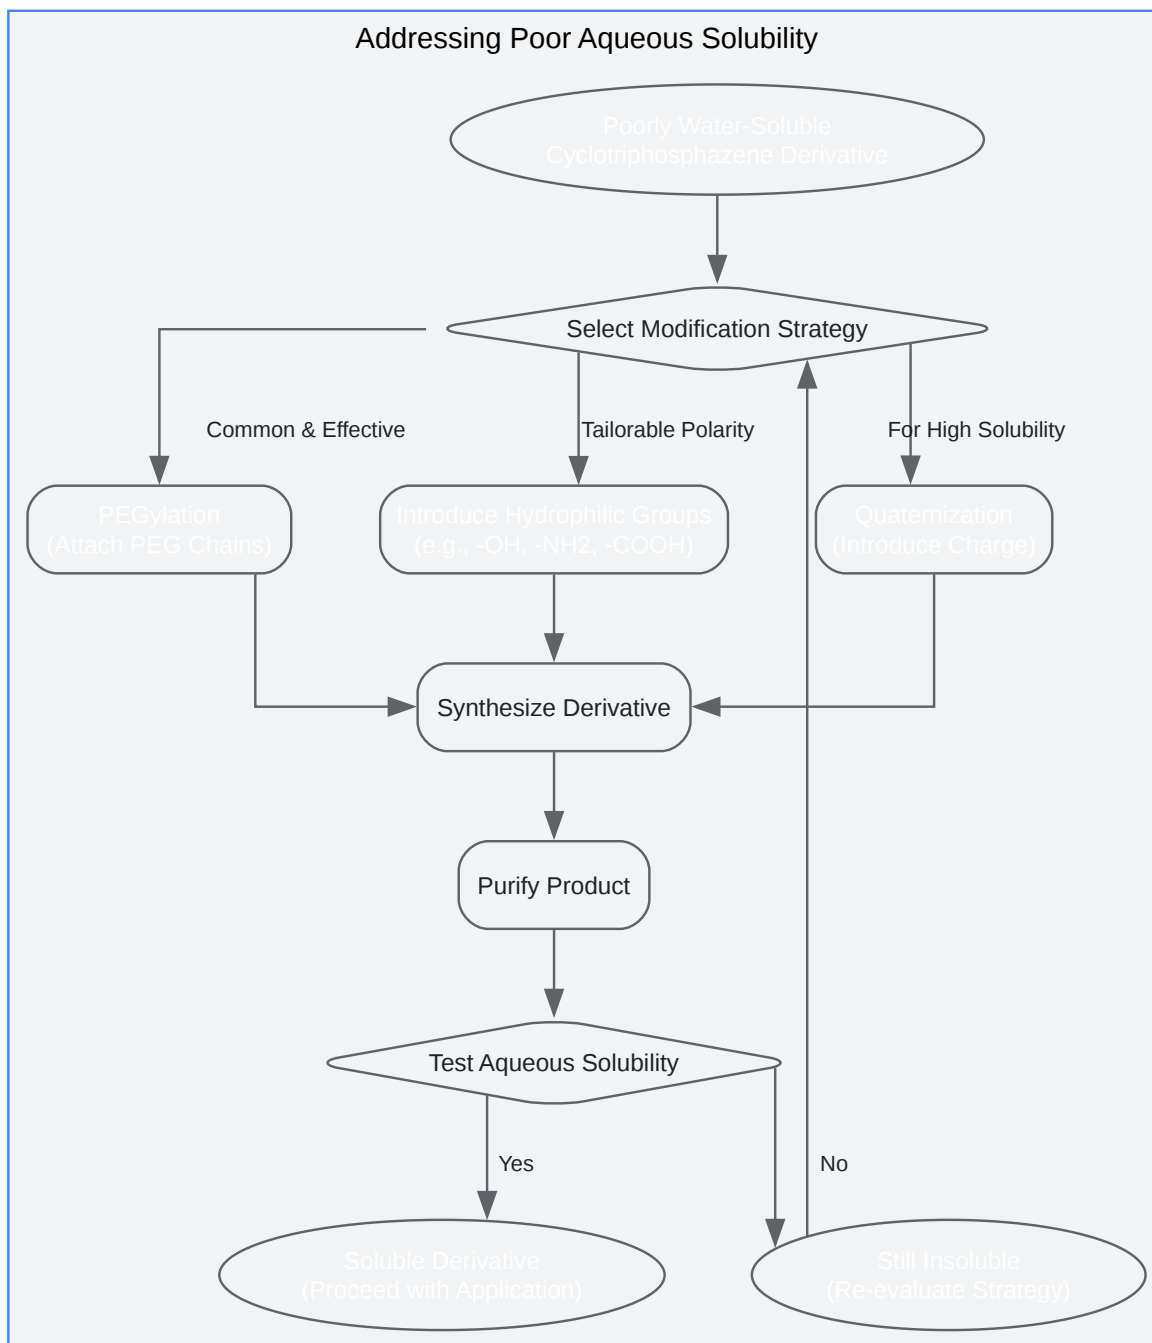 Addressing Poor Aqueous Solubility
Poorly Water-Soluble
Cyclotriphosphazene Derivative
Select Modification Strategy
Common & Effective
Tailorable Polarity
For High Solubility
PEGylation
(Attach PEG Chains)
Introduce Hydrophilic Groups
(e.g., -OH, -NH2, -COOH)
Quaternization
(Introduce Charge)
Synthesize Derivative
Purify Product
Test Aqueous Solubility
Yes
No
Soluble Derivative
(Proceed with Application)
Still Insoluble
(Re-evaluate Strategy)